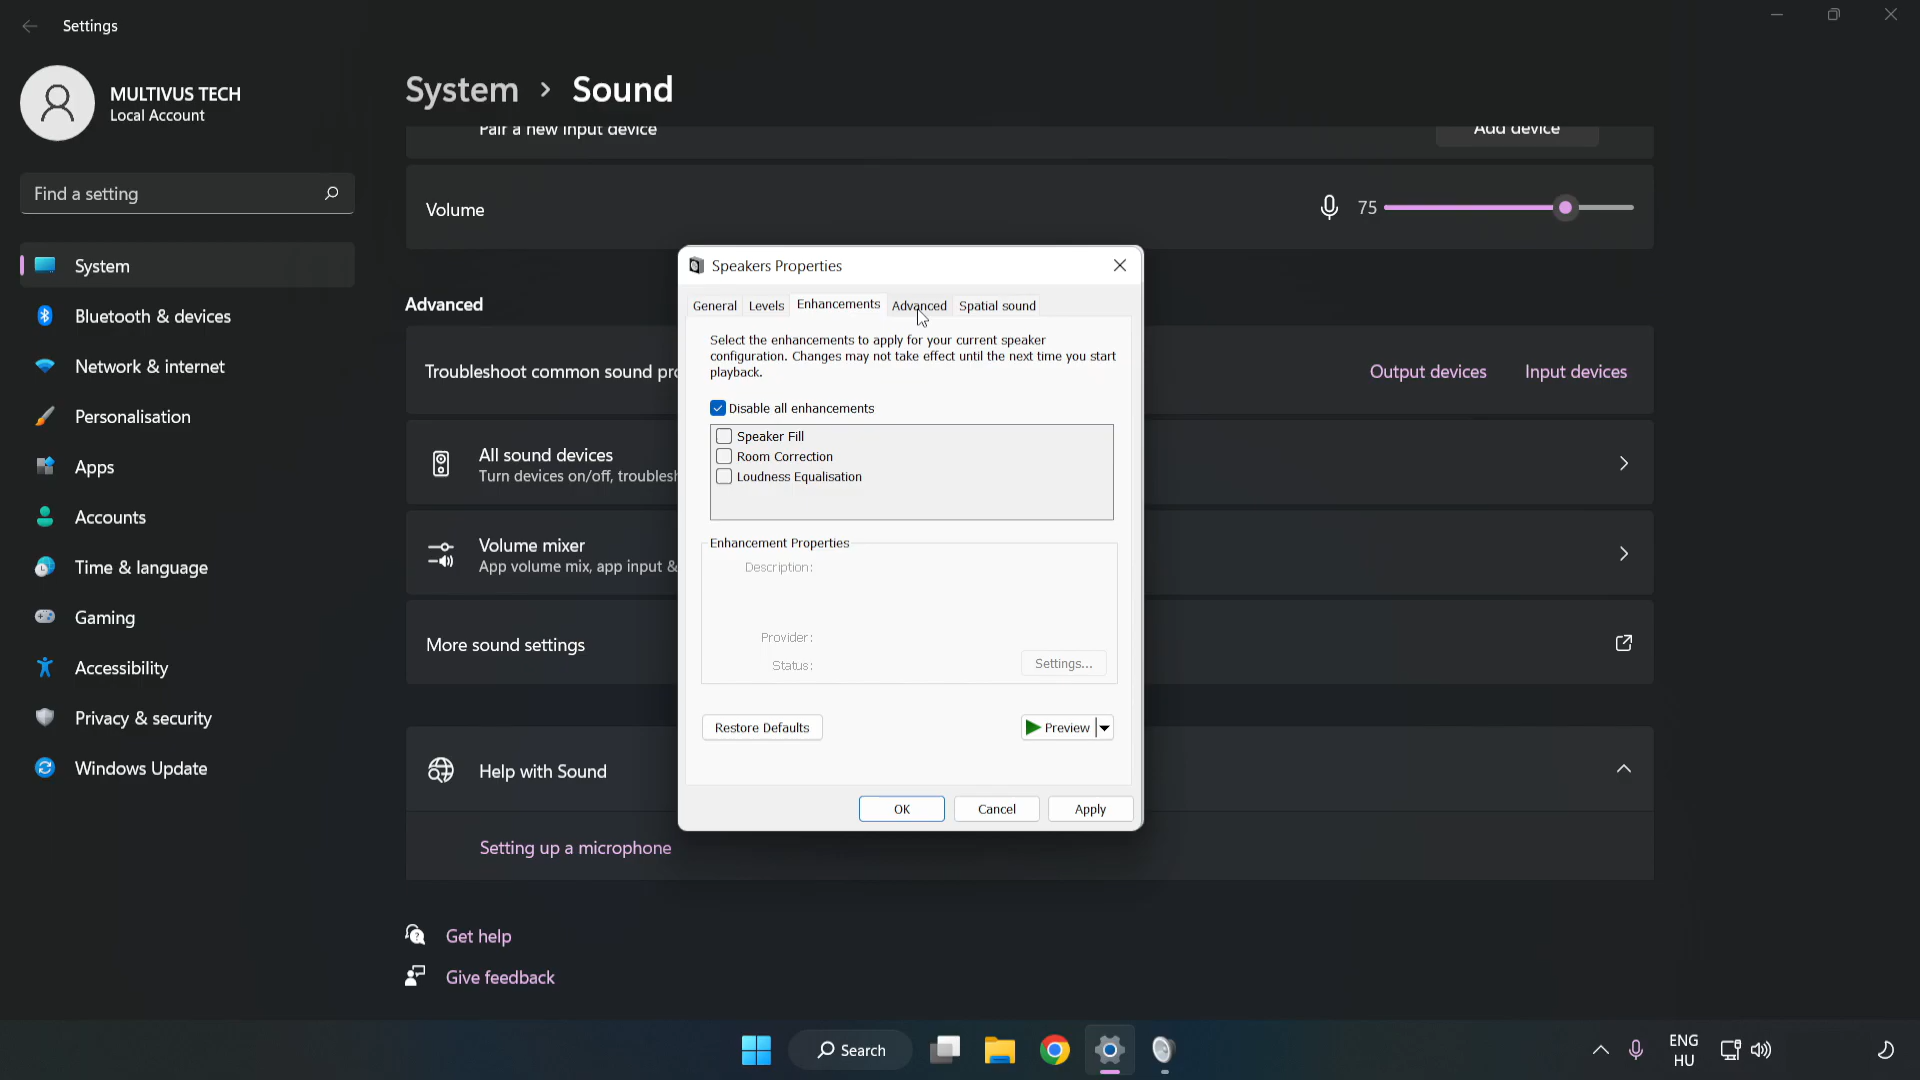 Settings
MULTIVUS TECH
Local Account
Find a setting
System
Bluetooth & devices
Network & internet
Personalisation
Apps
Accounts
Time & language
Gaming
Accessibility
Privacy & security
Windows Update
System › Sound
Pair a new input device
Add device
Volume
75
Advanced
Troubleshoot common sound pro
Output devices
Input devices
All sound devices
Turn devices on/off, troublesh
Volume mixer
App volume mix, app input &
More sound settings
Help with Sound
Setting up a microphone
Get help
Give feedback
Speakers Properties
General Levels Enhancements Advanced Spatial sound
Select the enhancements to apply for your current speaker
configuration. Changes may not take effect until the next time you start
playback.
Disable all enhancements
Speaker Fill
Room Correction
Loudness Equalisation
Enhancement Properties
Description:
Provider:
Status:
Settings...
Restore Defaults
Preview
OK
Cancel
Apply
Search
ENG
HU